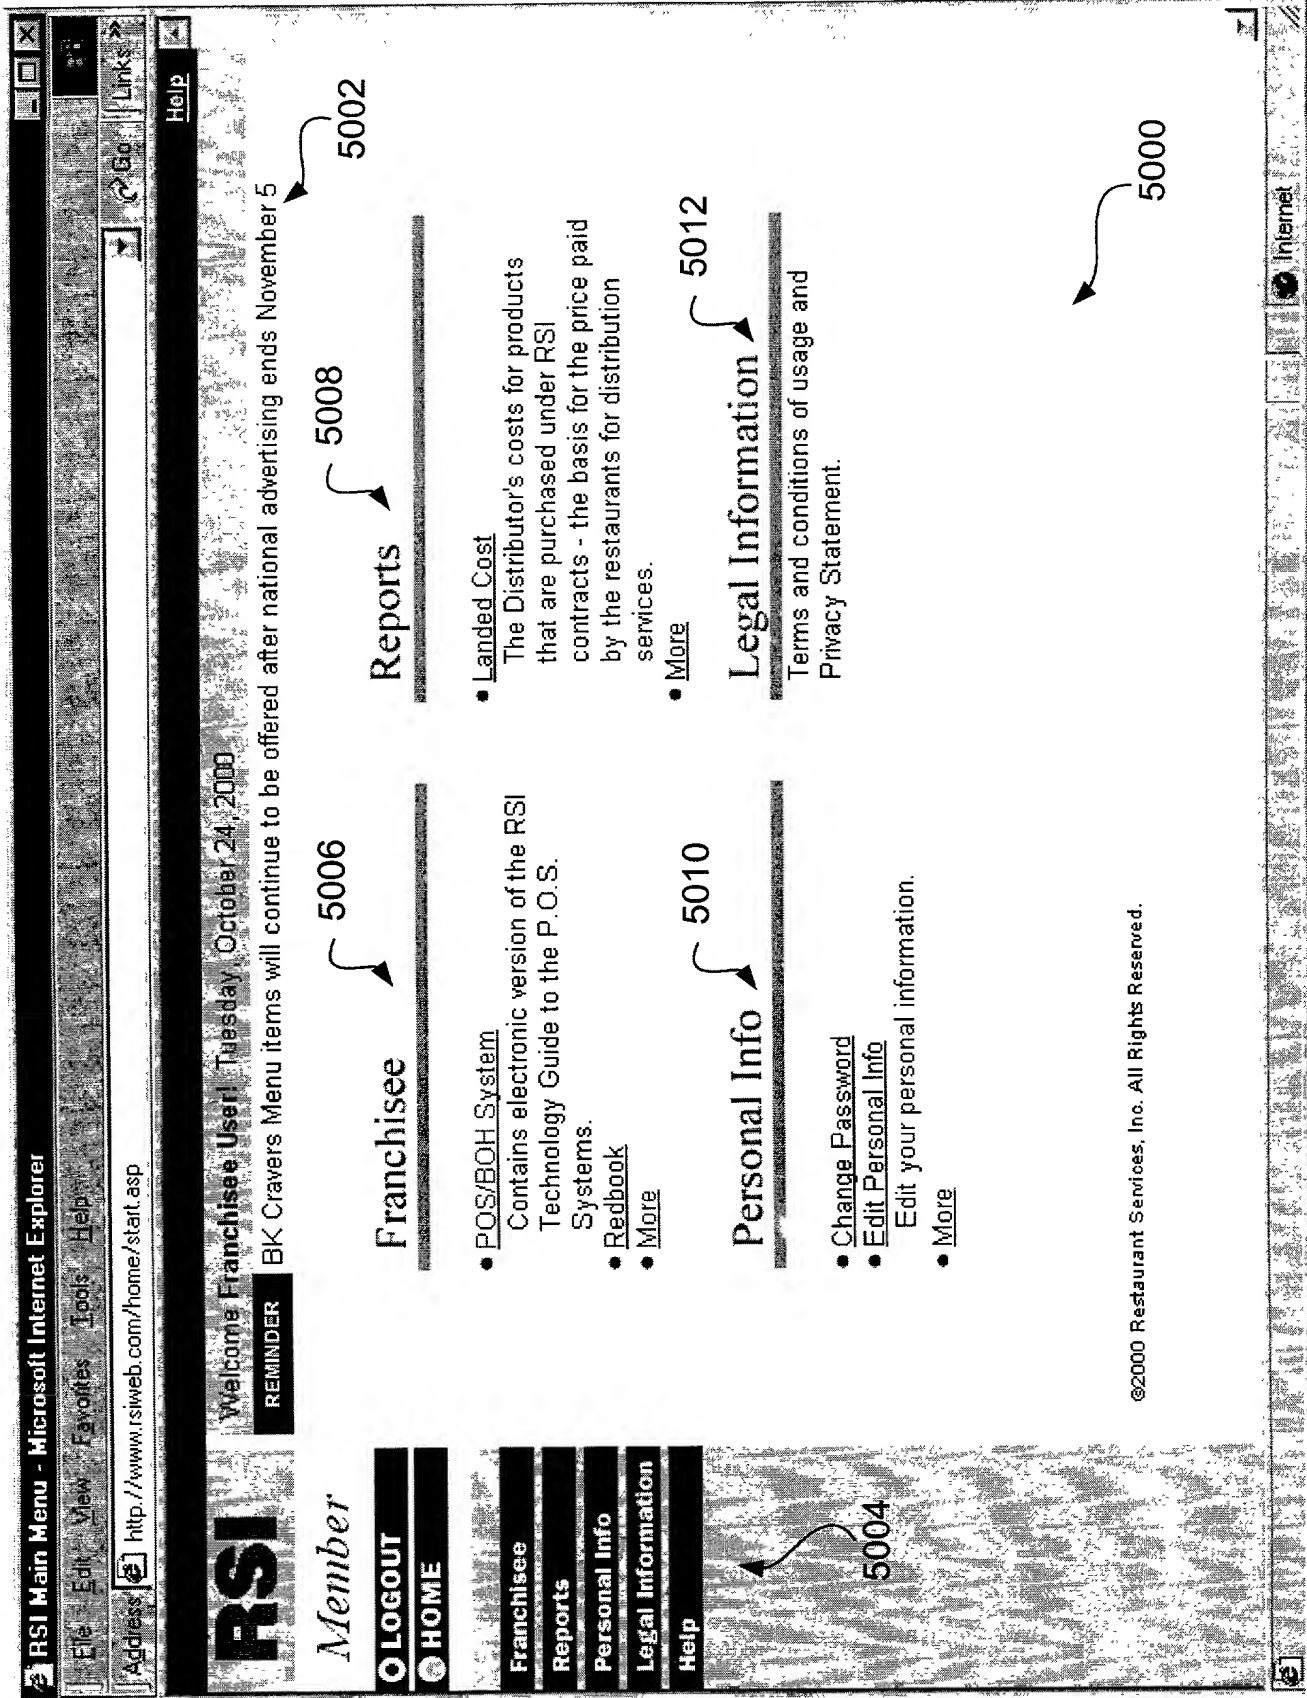 RSI Main Menu - Microsoft Internet Explorer
File Edit View Favorites Tools Help
Address http://www.rsiweb.com/home/start.asp Go Links »
Help
RSI
Welcome Franchisee User! Tuesday, October 24, 2000
REMINDER BK Cravers Menu items will continue to be offered after national advertising ends November 5
5002
Member
LOGOUT
HOME
Franchisee
Reports
Personal Info
Legal Information
Help
5004
5006
Franchisee
• POS/BOH System
Contains electronic version of the RSI
Technology Guide to the P.O.S.
Systems.
• Redbook
• More
5008
Reports
• Landed Cost
The Distributor's costs for products
that are purchased under RSI
contracts - the basis for the price paid
by the restaurants for distribution
services.
• More
5010
Personal Info
• Change Password
• Edit Personal Info
Edit your personal information.
• More
5012
Legal Information
Terms and conditions of usage and
Privacy Statement.
5000
©2000 Restaurant Services, Inc. All Rights Reserved.
Internet